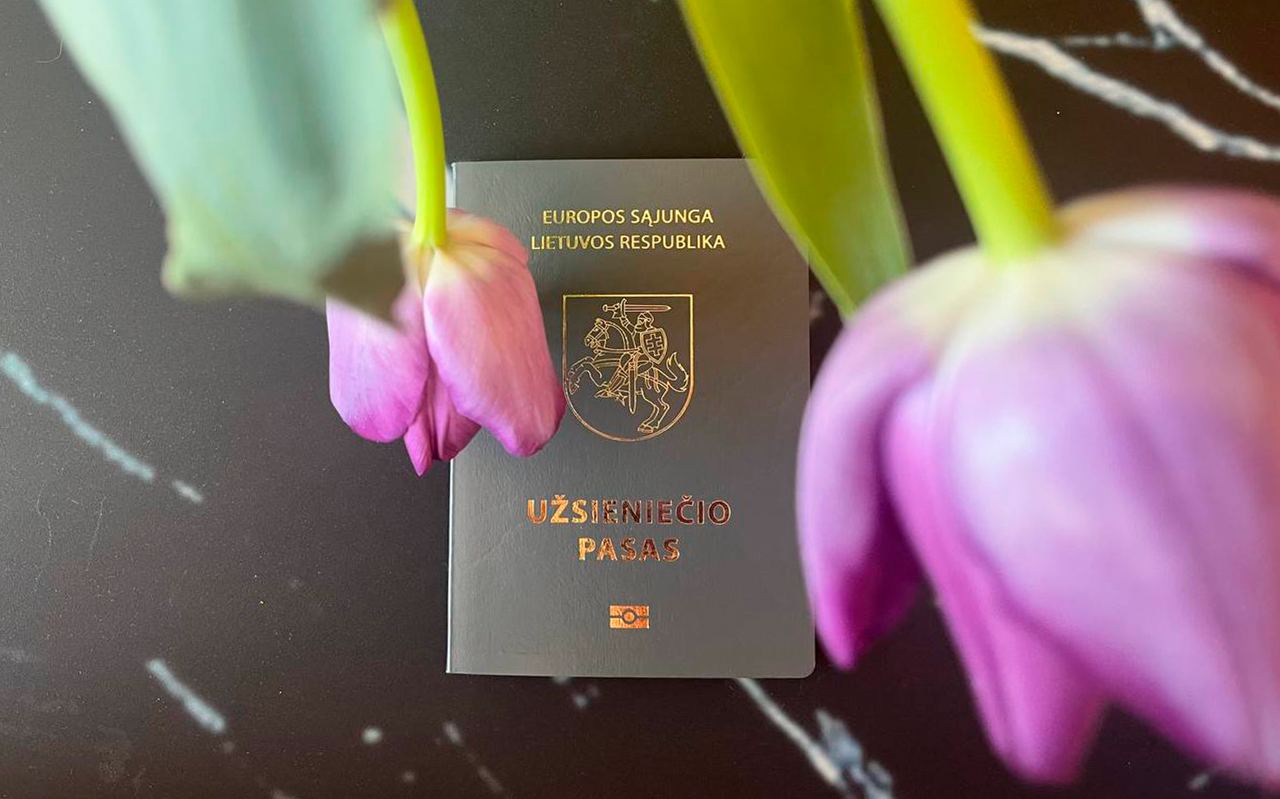 EUROPOS SĄJUNGA
LIETUVOS RESPUBLIKA
UŽSIENIEČIO
PASAS